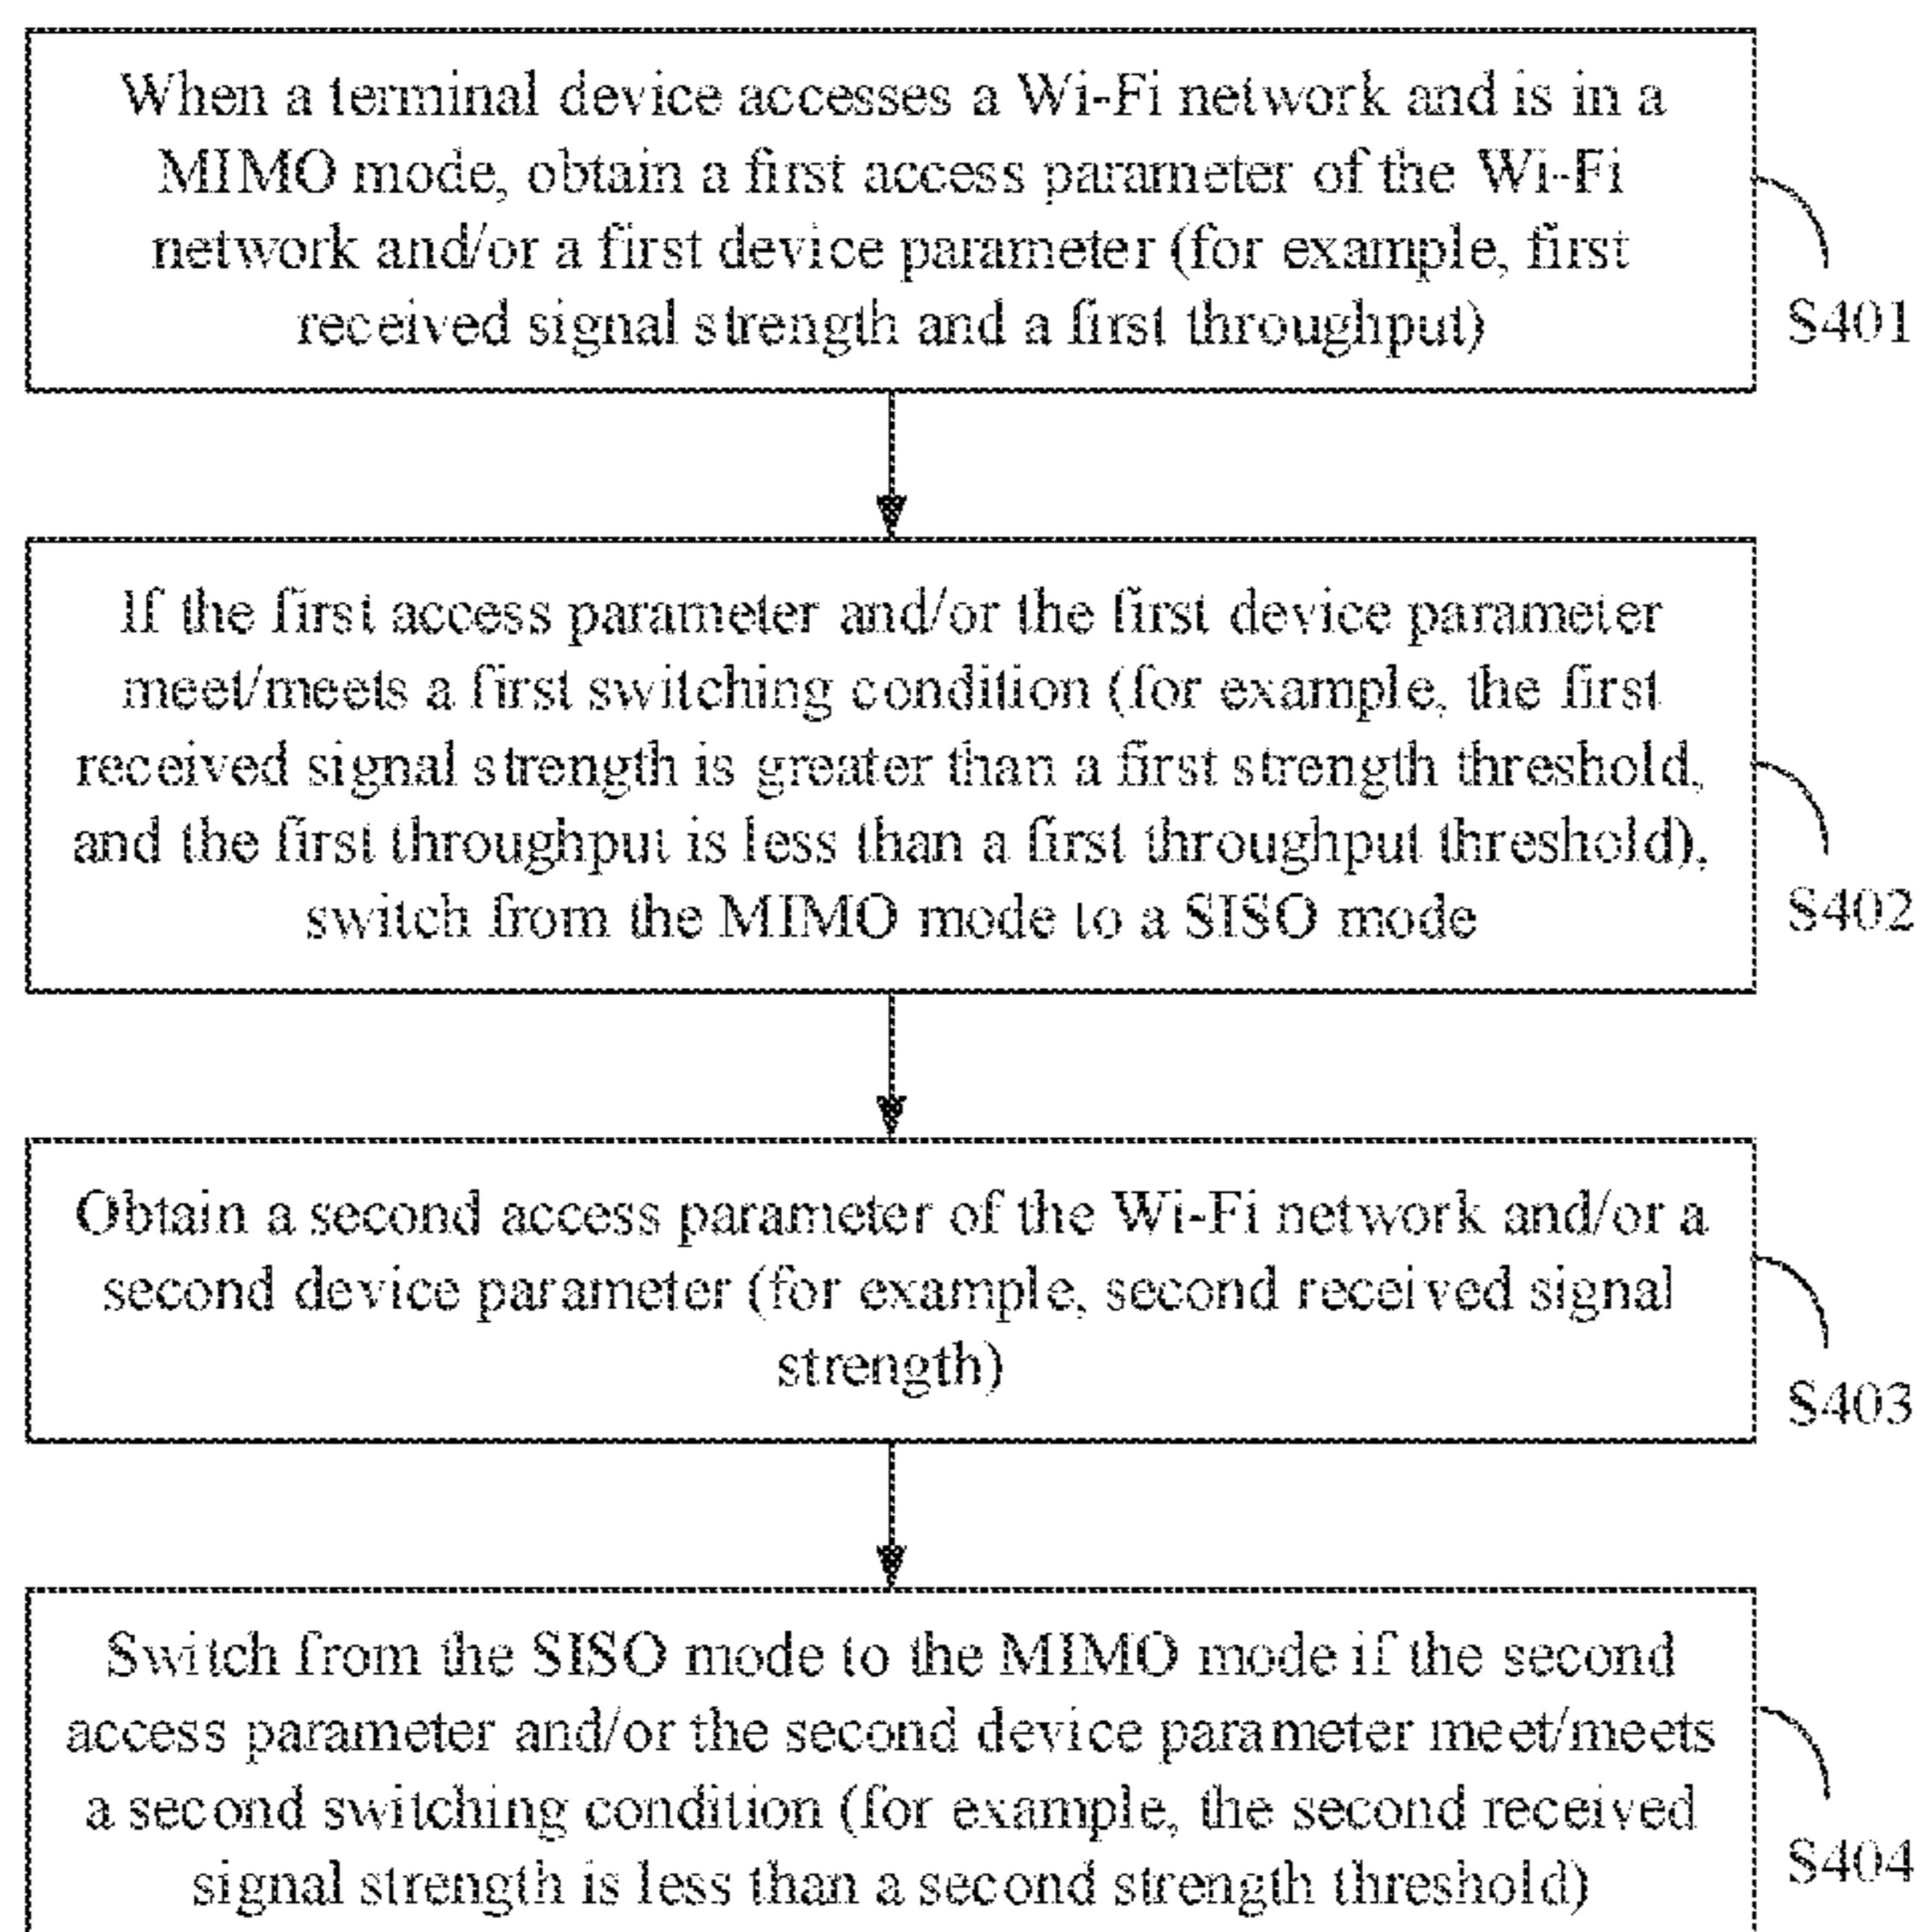 When a terminal device accesses a Wi-Fi network and is in a
MIMO mode, obtain a first access parameter of the Wi-Fi
network and/or a first device parameter (for example, first
received signal strength and a first throughput)
S401
If the first access parameter and/or the first device parameter
meet/meets a first switching condition (for example, the first
received signal strength is greater than a first strength threshold,
and the first throughput is less than a first throughput threshold),
switch from the MIMO mode to a SISO mode
S402
Obtain a second access parameter of the Wi-Fi network and/or a
second device parameter (for example, second received signal
strength)
S403
Switch from the SISO mode to the MIMO mode if the second
access parameter and/or the second device parameter meet/meets
a second switching condition (for example, the second received
signal strength is less than a second strength threshold)
S404